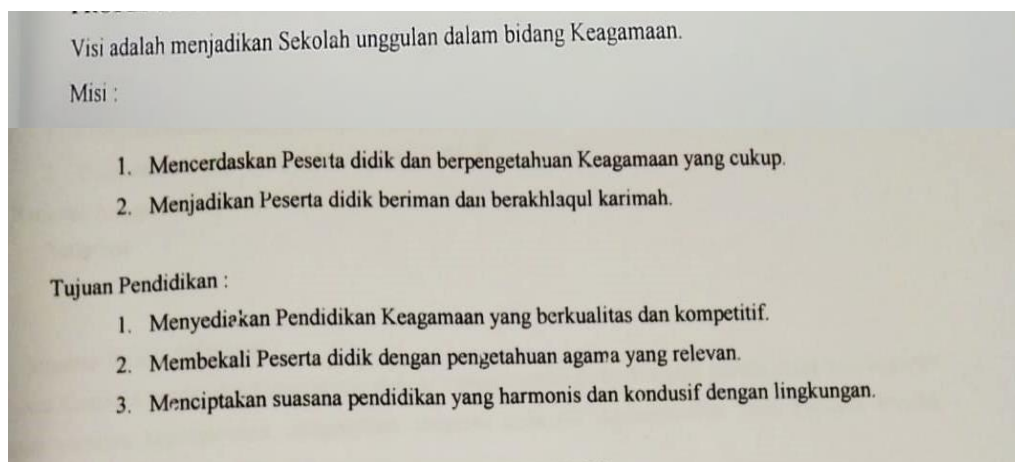 Visi adalah menjadikan Sekolah unggulan dalam bidang Keagamaan.
Misi :
1. Mencerdaskan Peserta didik dan berpengetahuan Keagamaan yang cukup.
2. Menjadikan Peserta didik beriman dan berakhlaqul karimah.
Tujuan Pendidikan :
1. Menyediakan Pendidikan Keagamaan yang berkualitas dan kompetitif.
2. Membekali Peserta didik dengan pengetahuan agama yang relevan.
3. Menciptakan suasana pendidikan yang harmonis dan kondusif dengan lingkungan.